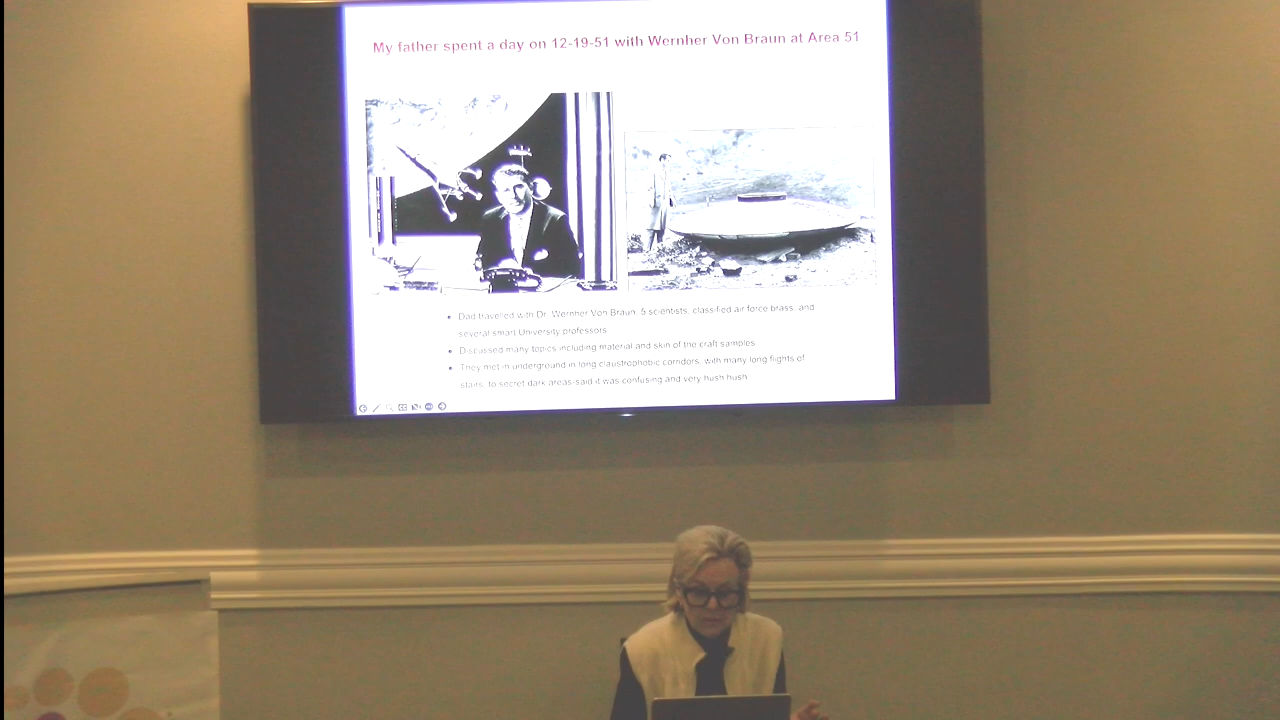 My father spent a day on 12-19-51 with Wernher Von Braun at Area 51
Dad travelled with Dr. Wernher Von Braun, 5 scientists, classified air force brass, and
several smart University professors
Discussed many topics including material and skin of the craft samples
They met in underground in long claustrophobic corridors, with many long flights of
stairs, to secret dark areas-said it was confusing and very hush hush